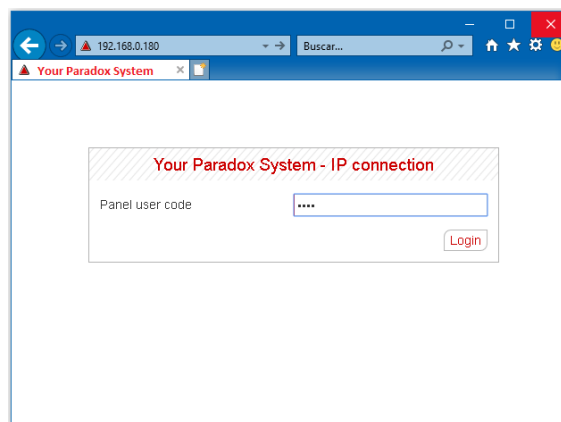 192.168.0.180
Buscar...
Your Paradox System
Your Paradox System - IP connection
Panel user code
••••
Login